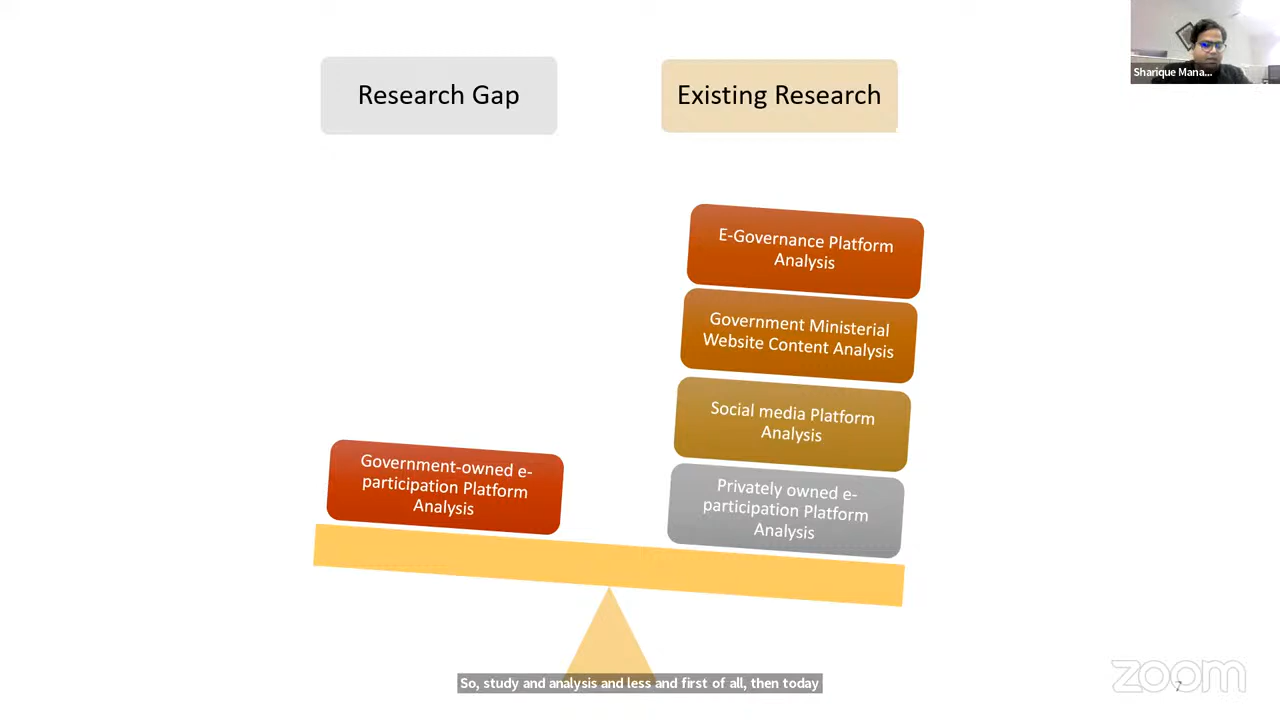 Research Gap
Existing Research
Sharique Mana...
E-Governance Platform
Analysis
Government Ministerial
Website Content Analysis
Social media Platform
Analysis
Privately owned e-
participation Platform
Analysis
Government-owned e-
participation Platform
Analysis
So, study and analysis and less and first of all, then today
zoom
7